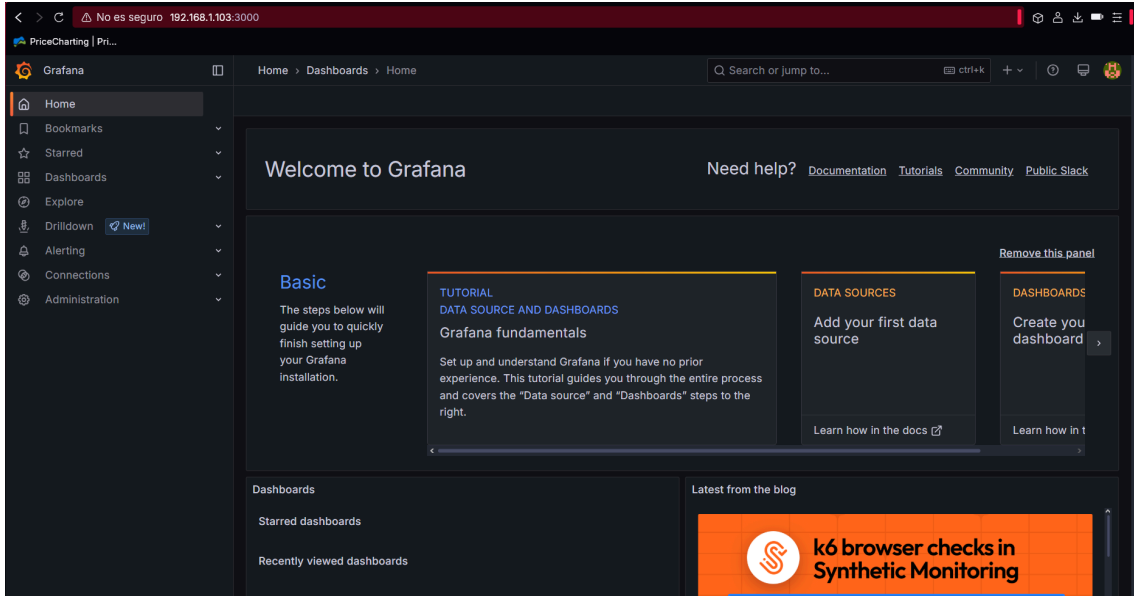 No es seguro 192.168.1.103:3000
PriceCharting | Pri...
Grafana
Home › Dashboards › Home
Search or jump to...
ctrl+k
Home
Bookmarks
Starred
Dashboards
Explore
Drilldown New!
Alerting
Connections
Administration
Welcome to Grafana
Need help? Documentation Tutorials Community Public Slack
Remove this panel
Basic
The steps below will
guide you to quickly
finish setting up
your Grafana
installation.
TUTORIAL
DATA SOURCE AND DASHBOARDS
Grafana fundamentals
Set up and understand Grafana if you have no prior
experience. This tutorial guides you through the entire process
and covers the “Data source” and “Dashboards” steps to the
right.
DATA SOURCES
Add your first data
source
Learn how in the docs
DASHBOARDS
Create you
dashboard
Learn how in t
Dashboards
Starred dashboards
Recently viewed dashboards
Latest from the blog
k6 browser checks in
Synthetic Monitoring